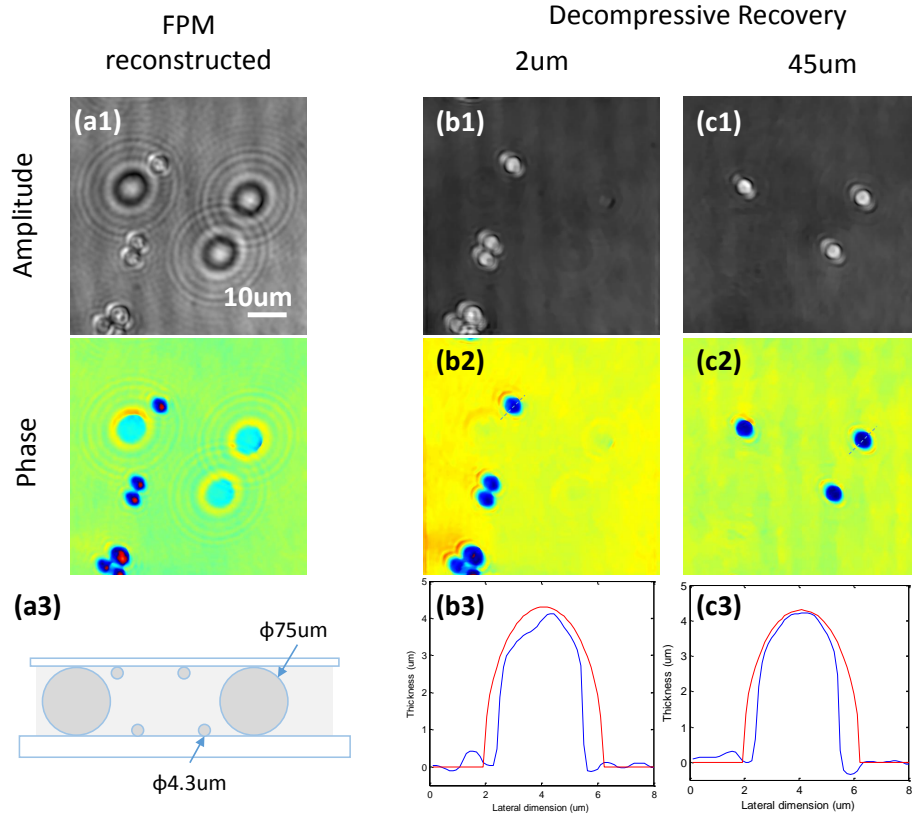 FPM
reconstructed
Decompressive Recovery
2um
45um
Amplitude
(a1)
10um
(b1)
(c1)
Phase
(b2)
(c2)
(a3)
ϕ75um
ϕ4.3um
(b3)
5
4
3
2
1
0
Thickness (um)
0 2 4 6 8
Lateral dimension (um)
(c3)
5
4
3
2
1
0
Thickness (um)
0 2 4 6 8
Lateral dimension (um)